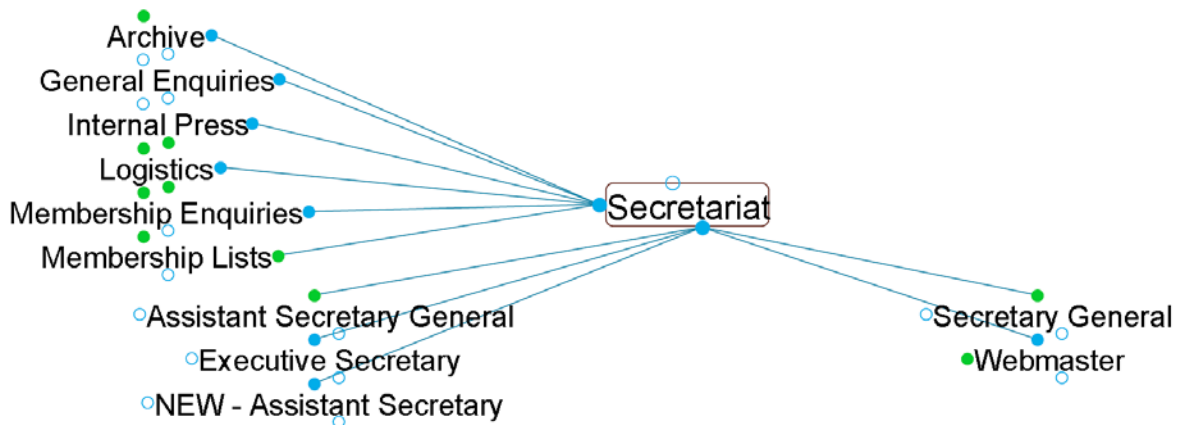 Archive
General Enquiries
Internal Press
Logistics
Membership Enquiries
Membership Lists
Secretariat
Assistant Secretary General
Executive Secretary
NEW - Assistant Secretary
Secretary General
Webmaster